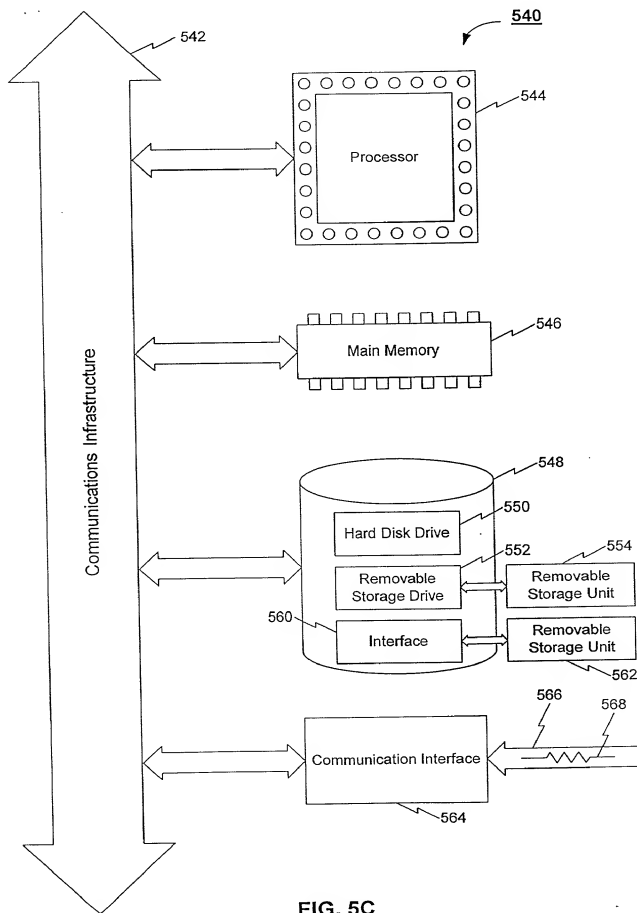 542
540
544
Processor
546
Main Memory
Communications Infrastructure
548
550
Hard Disk Drive
552
554
Removable
Storage Drive
Removable
Storage Unit
560
Interface
Removable
Storage Unit
562
566
568
Communication Interface
564
FIG. 5C